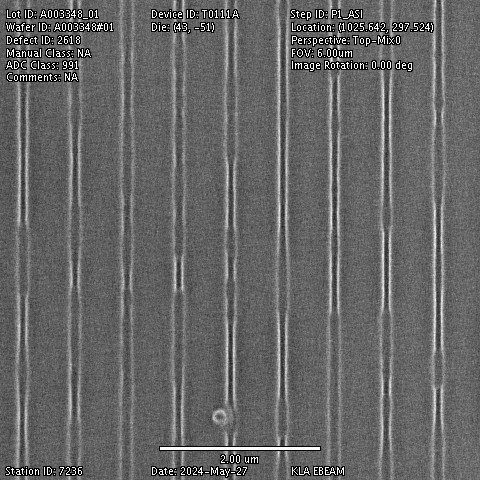 Lot ID: A003348_01
Wafer ID: A003348#01
Defect ID: 2618
Manual Class: NA
ADC Class: 991
Comments: NA
Device ID: T0111A
Die: (43, -51)
Step ID: P1_ASI
Location: (1025.642, 297.524)
Perspective: Top-Mix0
FOV: 6.00um
Image Rotation: 0.00 deg
2.00 um
Station ID: 7236
Date: 2024-May-27
KLA EBEAM